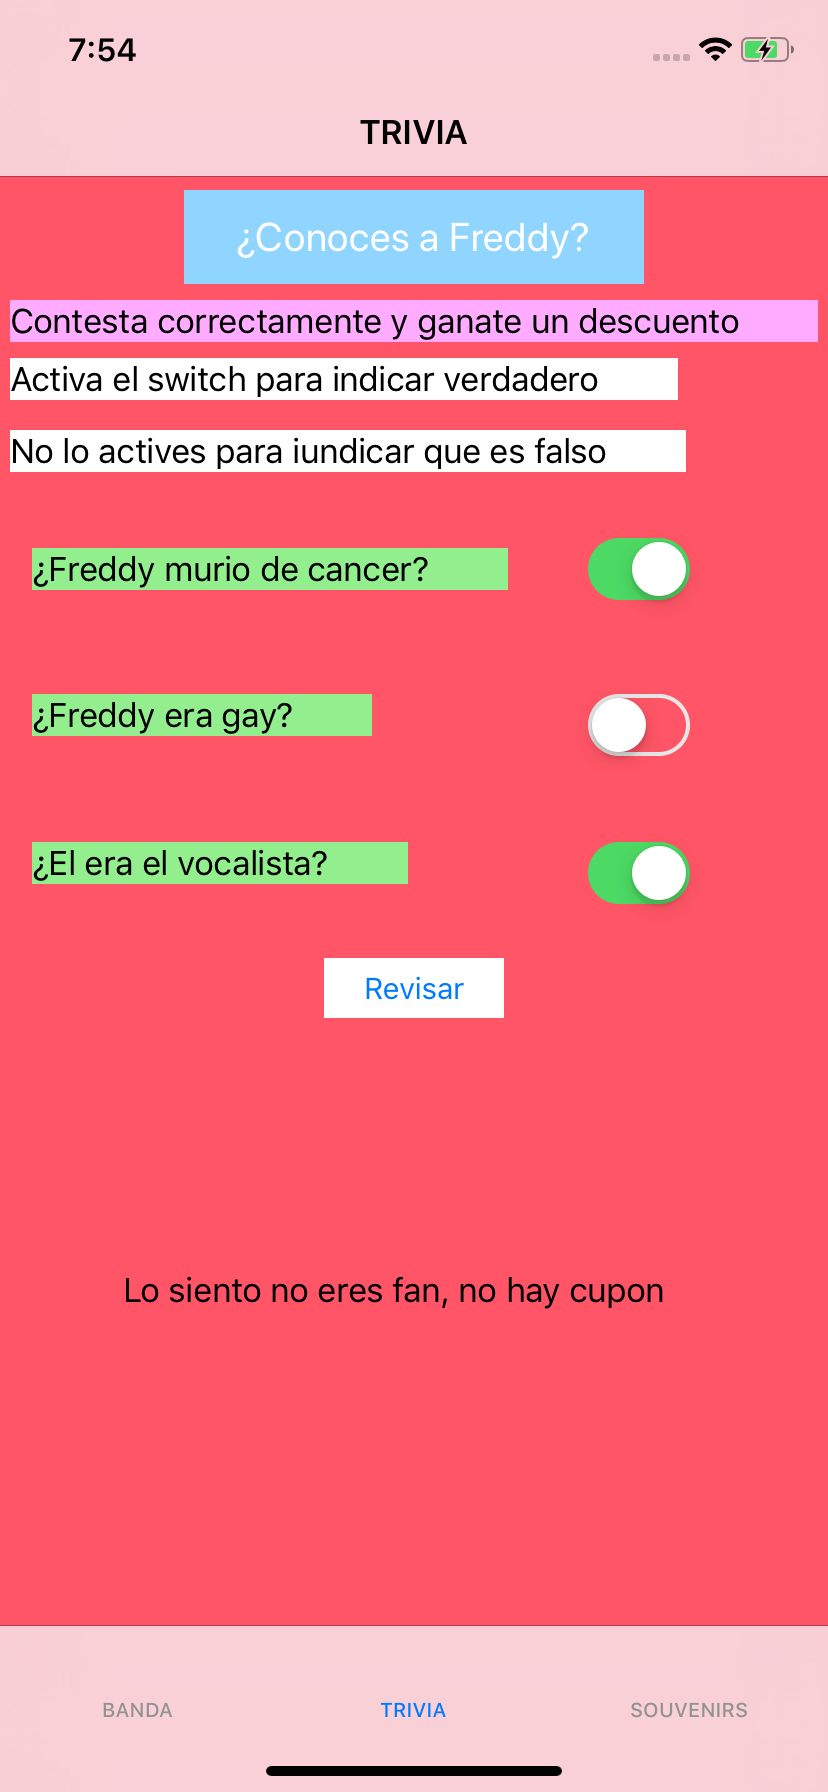 7:54
TRIVIA
¿Conoces a Freddy?
Contesta correctamente y ganate un descuento
Activa el switch para indicar verdadero
No lo actives para iundicar que es falso
¿Freddy murio de cancer?
¿Freddy era gay?
¿El era el vocalista?
Revisar
Lo siento no eres fan, no hay cupon
BANDA TRIVIA SOUVENIRS